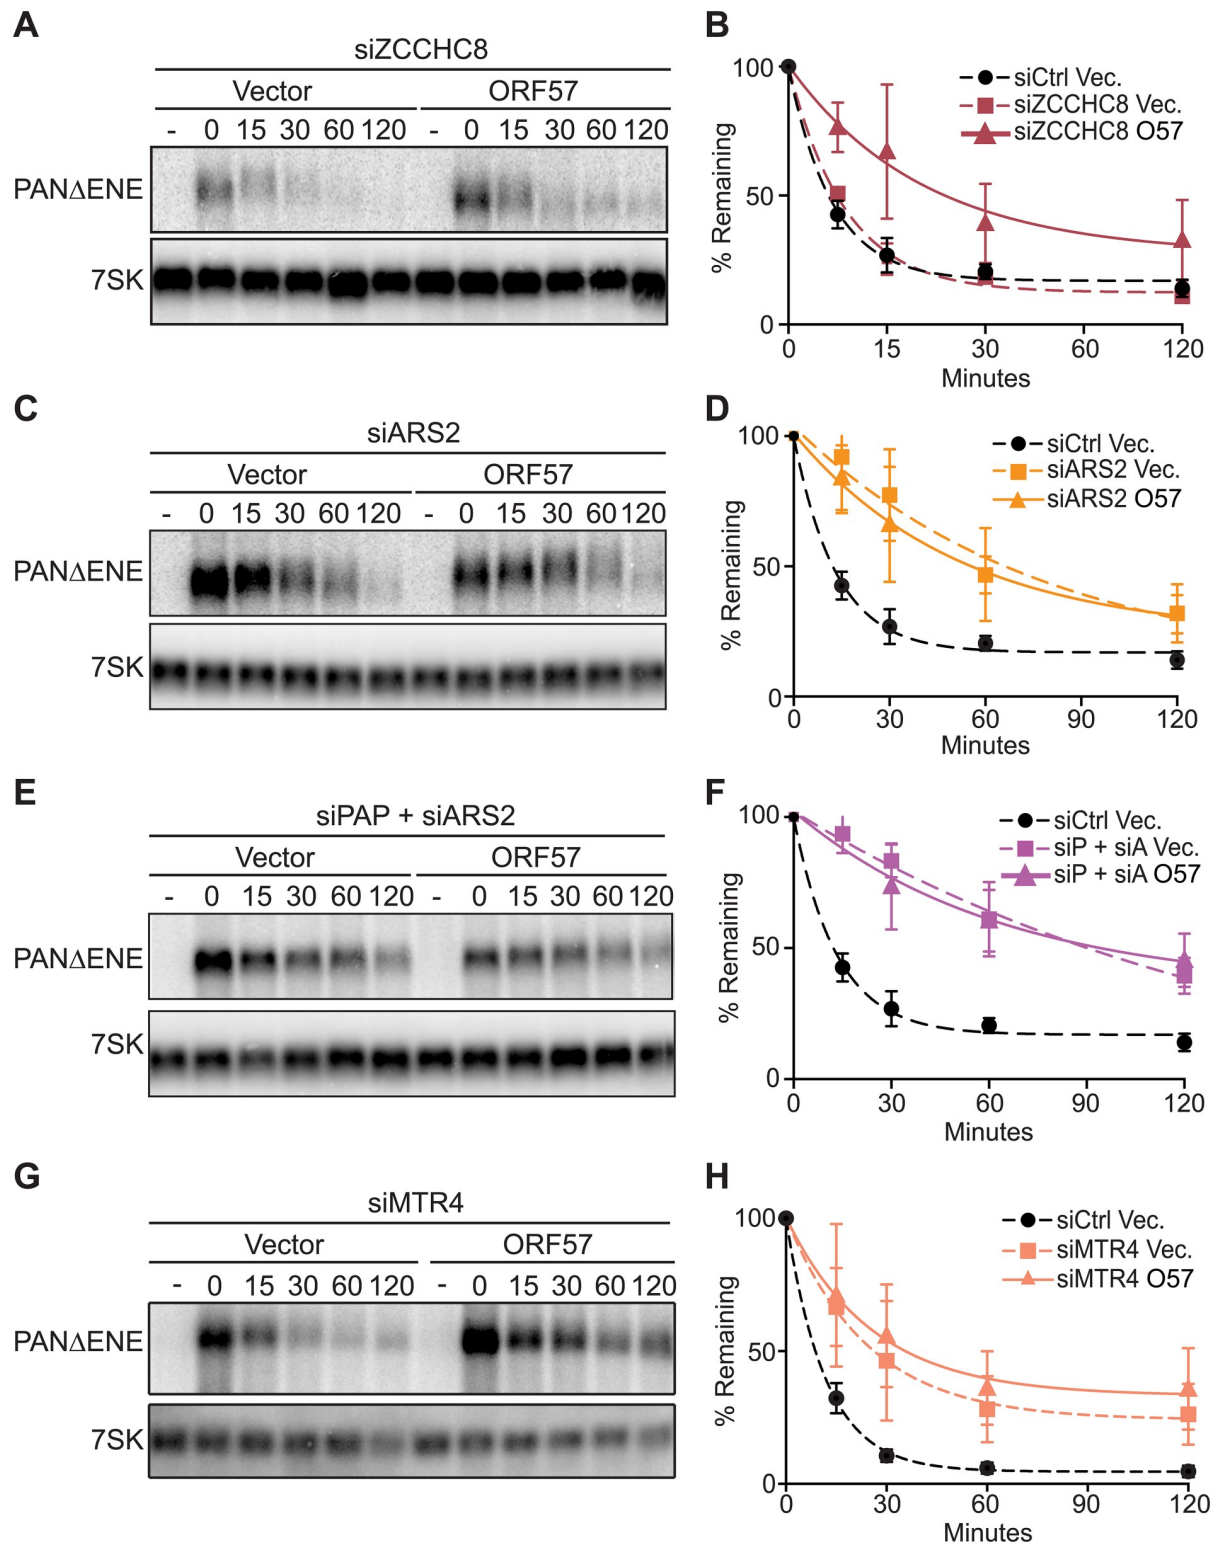 A
siZCCHC8
Vector ORF57
- 0 15 30 60 120 - 0 15 30 60 120
PANΔENE
7SK
B
100
50
0
% Remaining
0 15 30 60 120
Minutes
siCtrl Vec.
siZCCHC8 Vec.
siZCCHC8 O57
C
siARS2
Vector ORF57
- 0 15 30 60 120 - 0 15 30 60 120
PANΔENE
7SK
D
100
50
0
% Remaining
0 30 60 90 120
Minutes
siCtrl Vec.
siARS2 Vec.
siARS2 O57
E
siPAP + siARS2
Vector ORF57
- 0 15 30 60 120 - 0 15 30 60 120
PANΔENE
7SK
F
100
50
0
% Remaining
0 30 60 90 120
Minutes
siCtrl Vec.
siP + siA Vec.
siP + siA O57
G
siMTR4
Vector ORF57
- 0 15 30 60 120 - 0 15 30 60 120
PANΔENE
7SK
H
100
50
0
% Remaining
0 30 60 90 120
Minutes
siCtrl Vec.
siMTR4 Vec.
siMTR4 O57